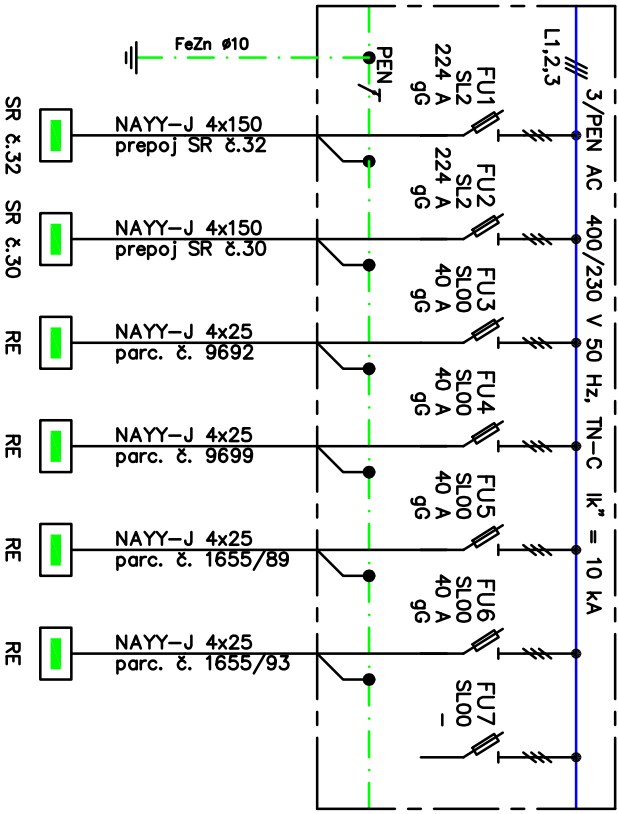 3/PEN AC 400/230 V 50 Hz, TN-C Ik" = 10 kA
L1,2,3
PEN
FeZn ø10
FU1
SL2
224 A
gG
FU2
SL2
224 A
gG
FU3
SL00
40 A
gG
FU4
SL00
40 A
gG
FU5
SL00
40 A
gG
FU6
SL00
40 A
gG
FU7
SL00
-
NAYY-J 4x150
prepoj SR č.32
NAYY-J 4x150
prepoj SR č.30
NAYY-J 4x25
parc. č. 9692
NAYY-J 4x25
parc. č. 9699
NAYY-J 4x25
parc. č. 1655/89
NAYY-J 4x25
parc. č. 1655/93
SR č.32
SR č.30
RE
RE
RE
RE